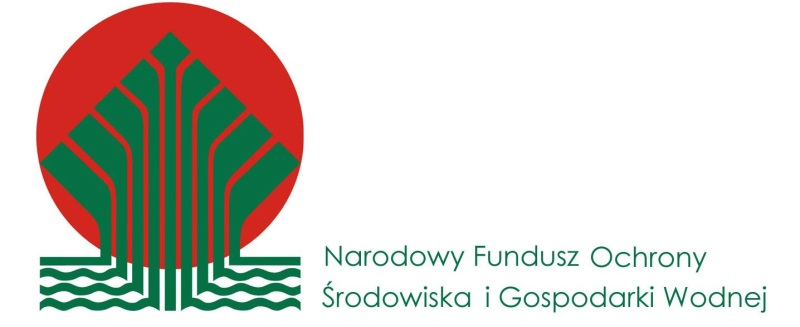 Narodowy Fundusz Ochrony
Środowiska i Gospodarki Wodnej